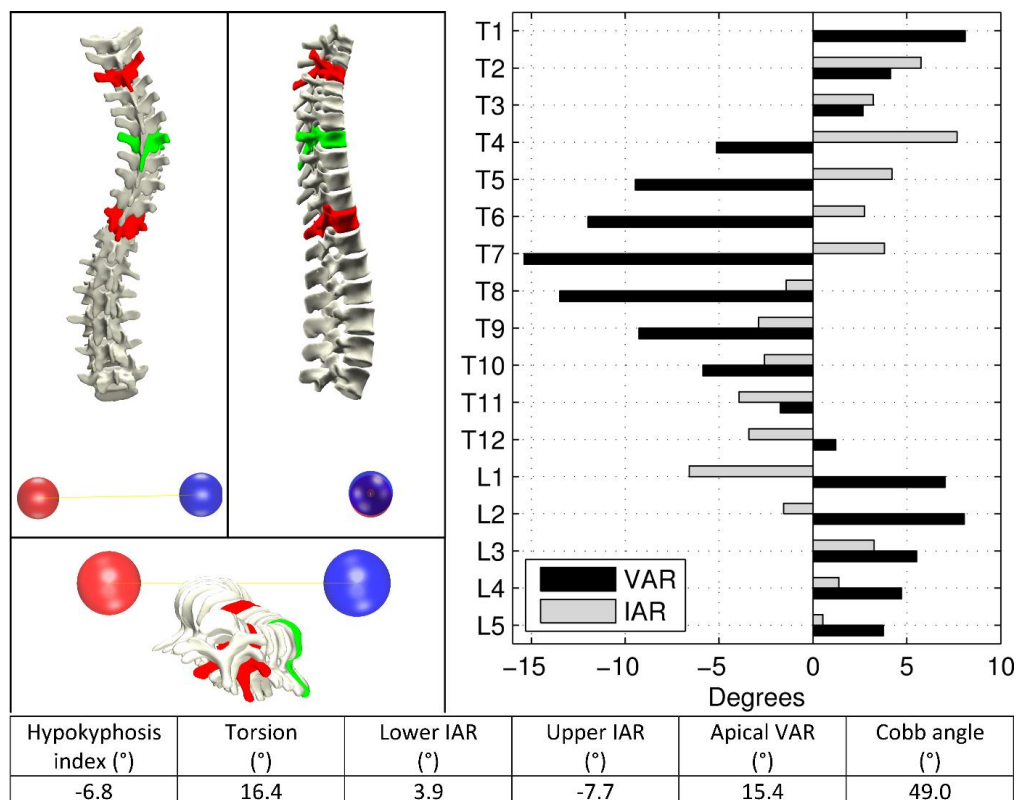 T1
T2
T3
T4
T5
T6
T7
T8
T9
T10
T11
T12
L1
L2
L3
L4
L5
VAR
IAR
−15 −10 −5 0 5 10
Degrees
Hypokyphosis index (°) Torsion (°) Lower IAR (°) Upper IAR (°) Apical VAR (°) Cobb angle (°)
-6.8 16.4 3.9 -7.7 15.4 49.0